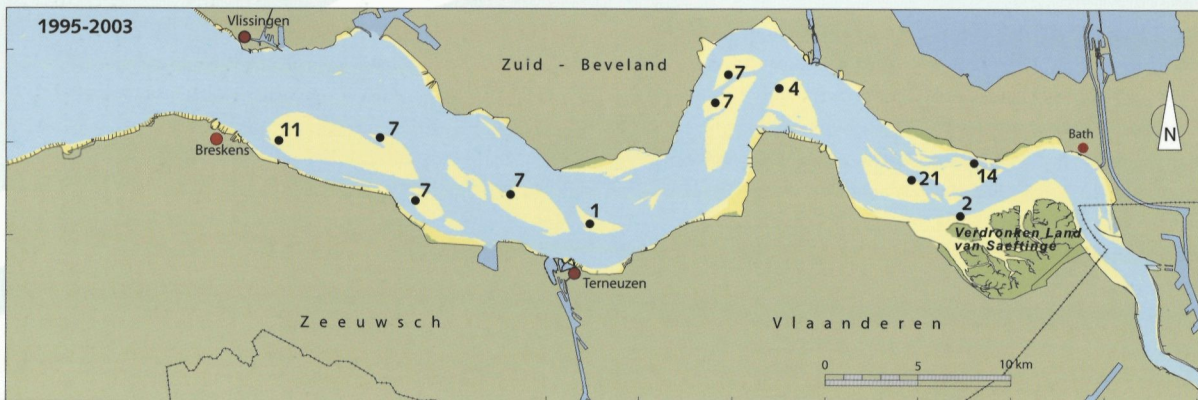 1995-2003
Vlissingen
Zuid - Beveland
7
7
4
N
Bath
11
7
Breskens
7
7
1
21
14
2
Verdronken Land
van Saeftinge
Terneuzen
Zeeuwsch
Vlaanderen
0 5 10 km